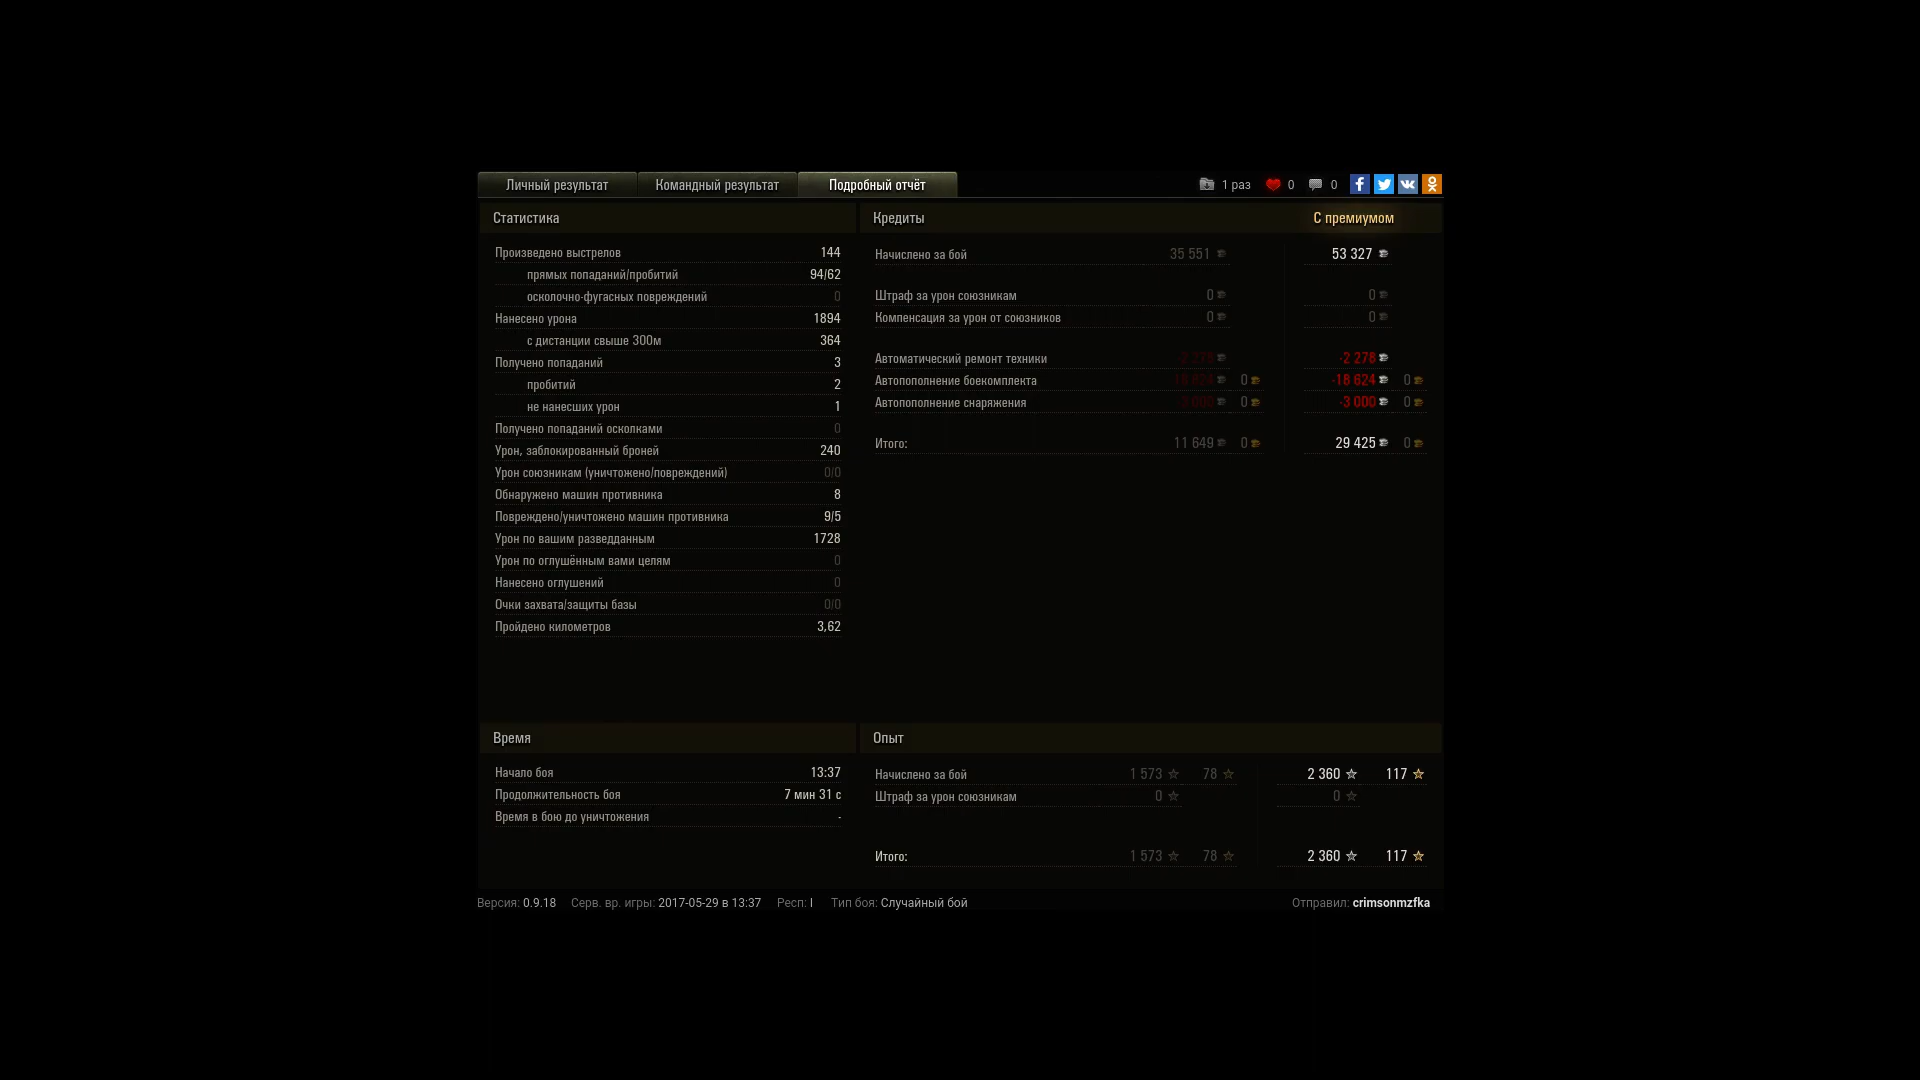 Личный результат Командный результат Подробный отчёт 1 раз 0 0
Статистика
Произведено выстрелов 144
прямых попаданий/пробитий 94/62
осколочно-фугасных повреждений 0
Нанесено урона 1894
с дистанции свыше 300м 364
Получено попаданий 3
пробитий 2
не нанесших урон 1
Получено попаданий осколками 0
Урон, заблокированный броней 240
Урон союзникам (уничтожено/повреждений) 0/0
Обнаружено машин противника 8
Повреждено/уничтожено машин противника 9/5
Урон по вашим разведданным 1728
Урон по оглушённым вами целям 0
Нанесено оглушений 0
Очки захвата/защиты базы 0/0
Пройдено километров 3,62
Кредиты С премиумом
Начислено за бой 35 551 53 327
Штраф за урон союзникам 0 0
Компенсация за урон от союзников 0 0
Автоматический ремонт техники -2 278 -2 278
Автопополнение боекомплекта -18 624 0 -18 624 0
Автопополнение снаряжения -3 000 0 -3 000 0
Итого: 11 649 0 29 425 0
Время
Начало боя 13:37
Продолжительность боя 7 мин 31 с
Время в бою до уничтожения -
Опыт
Начислено за бой 1 573 78 2 360 117
Штраф за урон союзникам 0 0
Итого: 1 573 78 2 360 117
Версия: 0.9.18 Серв. вр. игры: 2017-05-29 в 13:37 Респ: I Тип боя: Случайный бой Отправил: crimsonmzfka